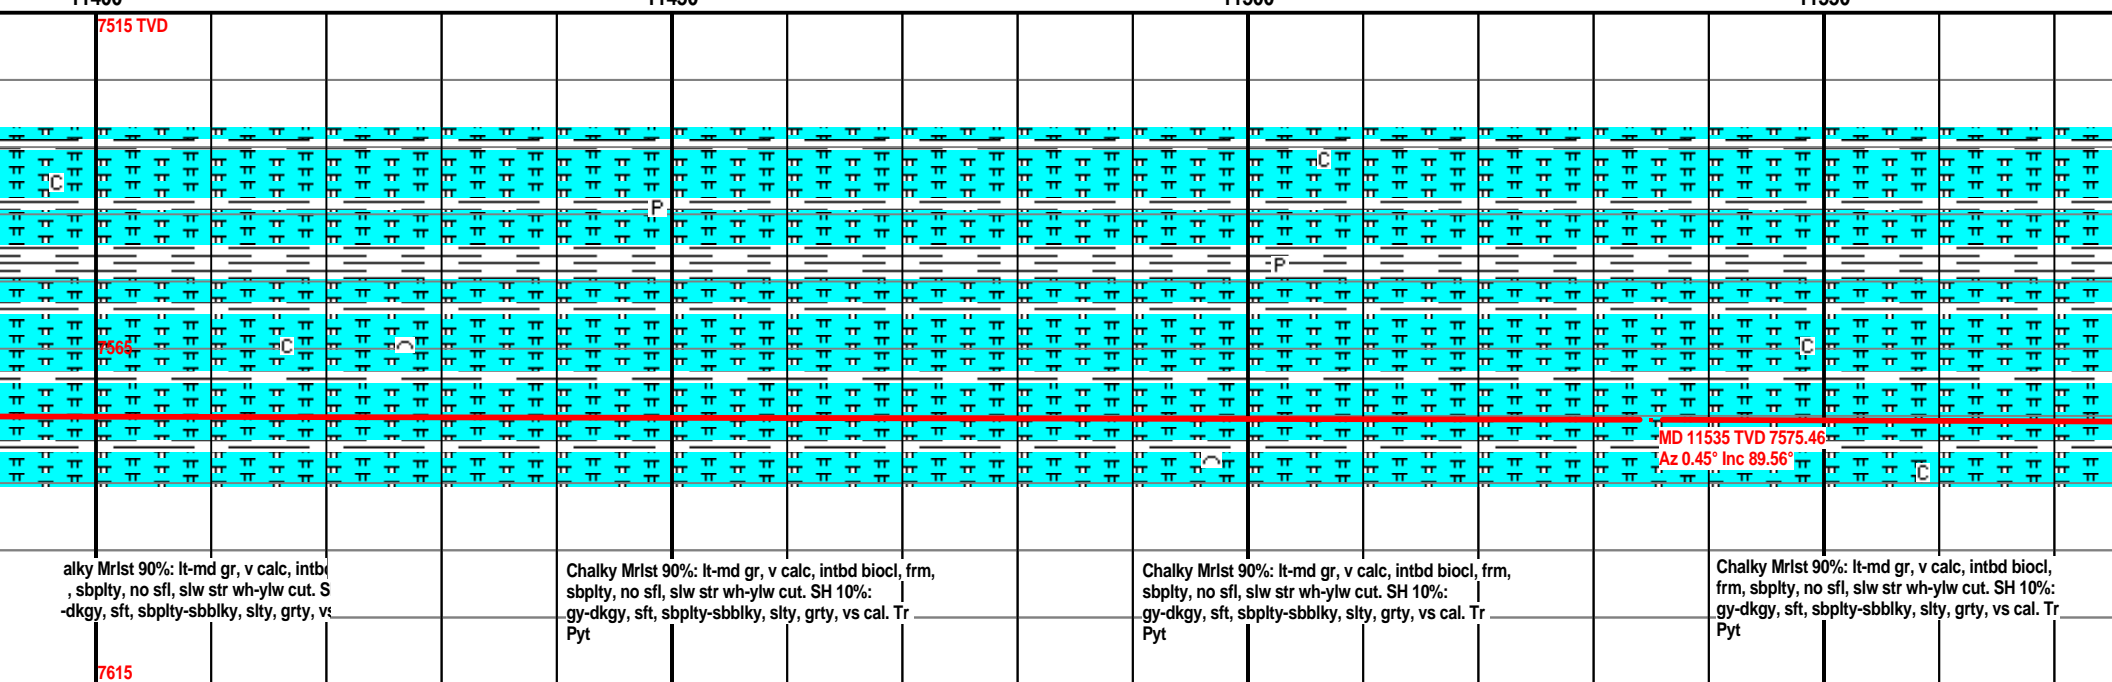 7515 TVD
C
C
P
P
7565
C
C
MD 11535 TVD 7575.46
Az 0.45° Inc 89.56°
C
alky Mrlst 90%: lt-md gr, v calc, intbd
, sbplty, no sfl, slw str wh-ylw cut. S
-dkgy, sft, sbplty-sbblky, slty, grty, vs
Chalky Mrlst 90%: lt-md gr, v calc, intbd biocl, frm,
sbplty, no sfl, slw str wh-ylw cut. SH 10%:
gy-dkgy, sft, sbplty-sbblky, slty, grty, vs cal. Tr
Pyt
Chalky Mrlst 90%: lt-md gr, v calc, intbd biocl, frm,
sbplty, no sfl, slw str wh-ylw cut. SH 10%:
gy-dkgy, sft, sbplty-sbblky, slty, grty, vs cal. Tr
Pyt
Chalky Mrlst 90%: lt-md gr, v calc, intbd biocl,
frm, sbplty, no sfl, slw str wh-ylw cut. SH 10%:
gy-dkgy, sft, sbplty-sbblky, slty, grty, vs cal. Tr
Pyt
7615